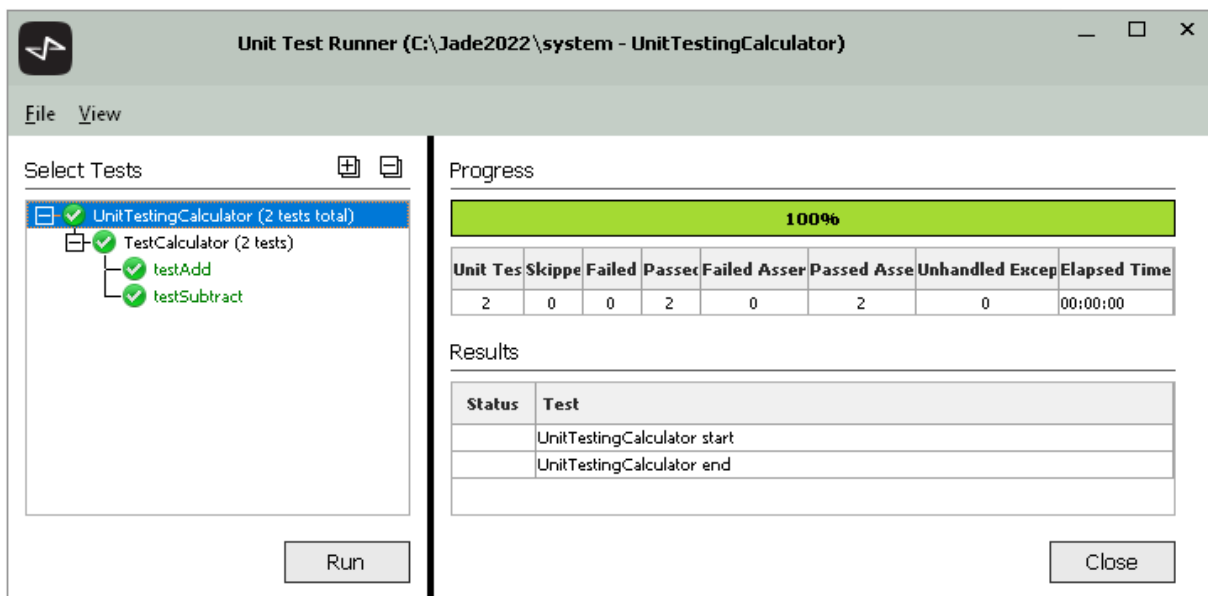 Unit Test Runner (C:\Jade2022\system - UnitTestingCalculator)
File View
Select Tests
UnitTestingCalculator (2 tests total)
TestCalculator (2 tests)
testAdd
testSubtract
Run
Progress
100%
Unit Tes Skippe Failed Passec Failed Asser Passed Asse Unhandled Excep Elapsed Time
2 0 0 2 0 2 0 00:00:00
Results
Status Test
UnitTestingCalculator start
UnitTestingCalculator end
Close